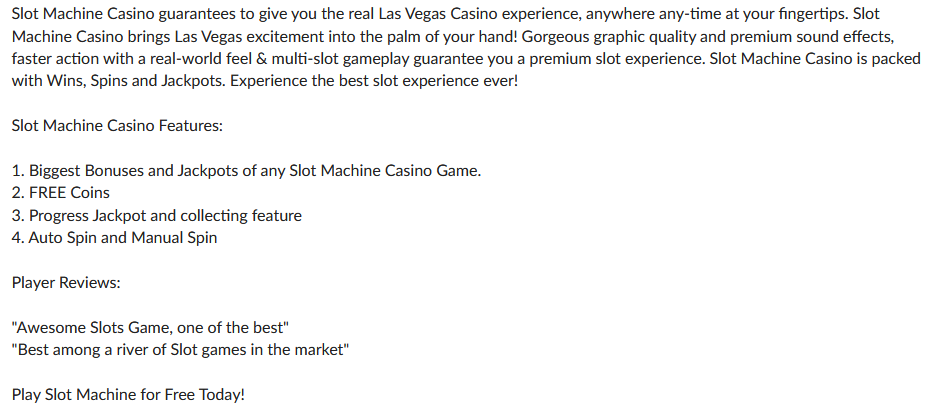 Slot Machine Casino guarantees to give you the real Las Vegas Casino experience, anywhere any-time at your fingertips. Slot
Machine Casino brings Las Vegas excitement into the palm of your hand! Gorgeous graphic quality and premium sound effects,
faster action with a real-world feel & multi-slot gameplay guarantee you a premium slot experience. Slot Machine Casino is packed
with Wins, Spins and Jackpots. Experience the best slot experience ever!
Slot Machine Casino Features:
1. Biggest Bonuses and Jackpots of any Slot Machine Casino Game.
2. FREE Coins
3. Progress Jackpot and collecting feature
4. Auto Spin and Manual Spin
Player Reviews:
"Awesome Slots Game, one of the best"
"Best among a river of Slot games in the market"
Play Slot Machine for Free Today!